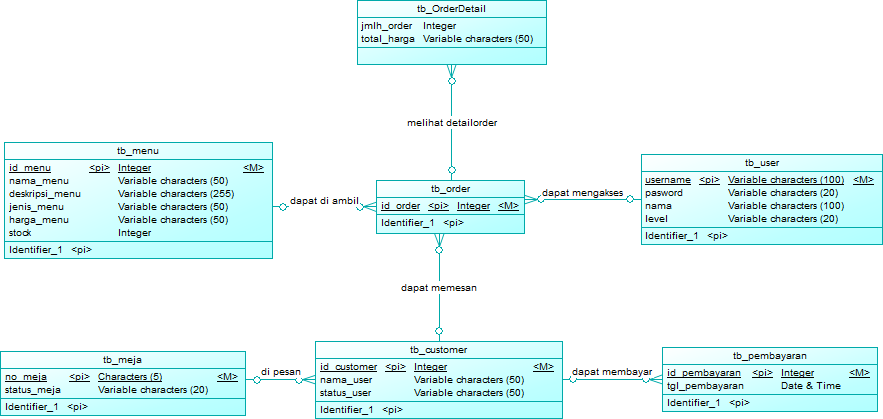 tb_OrderDetail
jmlh_order Integer
total_harga Variable characters (50)
melihat detailorder
tb_menu
id_menu <pi> Integer <M>
nama_menu Variable characters (50)
deskripsi_menu Variable characters (255)
jenis_menu Variable characters (50)
harga_menu Variable characters (50)
stock Integer
Identifier_1 <pi>
dapat di ambil
tb_order
id_order <pi> Integer <M>
Identifier_1 <pi>
dapat mengakses
tb_user
username <pi> Variable characters (100) <M>
pasword Variable characters (20)
nama Variable characters (100)
level Variable characters (20)
Identifier_1 <pi>
dapat memesan
tb_meja
no_meja <pi> Characters (5) <M>
status_meja Variable characters (20)
Identifier_1 <pi>
di pesan
tb_customer
id_customer <pi> Integer <M>
nama_user Variable characters (50)
status_user Variable characters (50)
Identifier_1 <pi>
dapat membayar
tb_pembayaran
id_pembayaran <pi> Integer <M>
tgl_pembayaran Date & Time
Identifier_1 <pi>